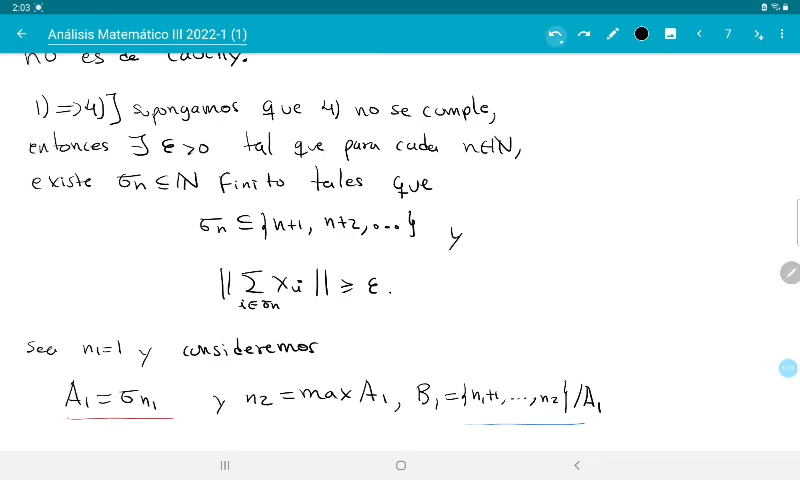 2:03
Análisis Matemático III 2022-1 (1)
7
no es de Cauchy.
1) => 4)] supongamos que 4) no se cumple,
entonces ∃ ε>0 tal que para cada n∈ℕ,
existe σn ⊆ ℕ finito tales que
σn ⊆ {n+1, n+2, ...} y
|| Σ xi || ⩾ ε.
i∈σn
Sea n1=1 y consideremos
A1 = σn1 y n2 = max A1, B1 = {n1+1, ..., n2}/A1